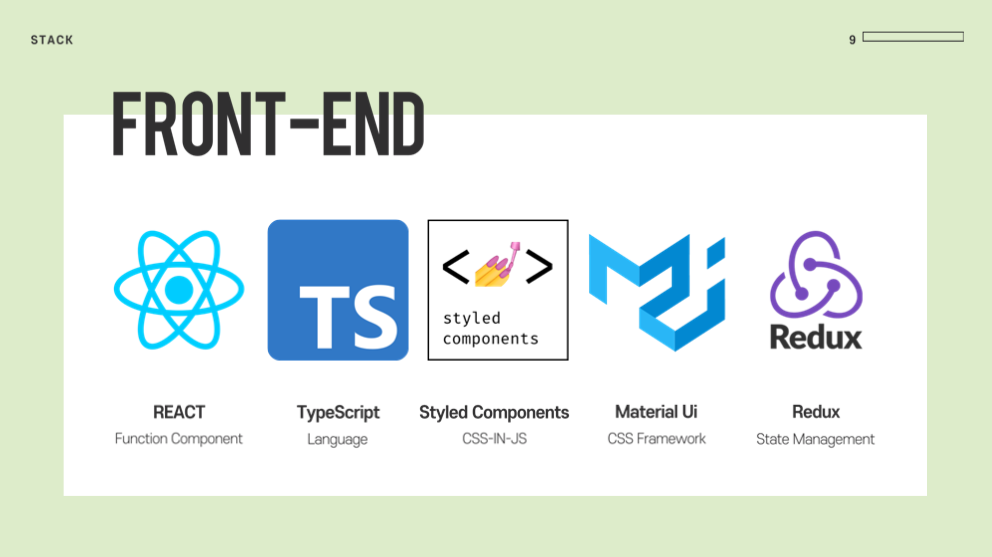 STACK
9
FRONT-END
TS
styled
components
Redux
REACT
Function Component
TypeScript
Language
Styled Components
CSS-IN-JS
Material Ui
CSS Framework
Redux
State Management